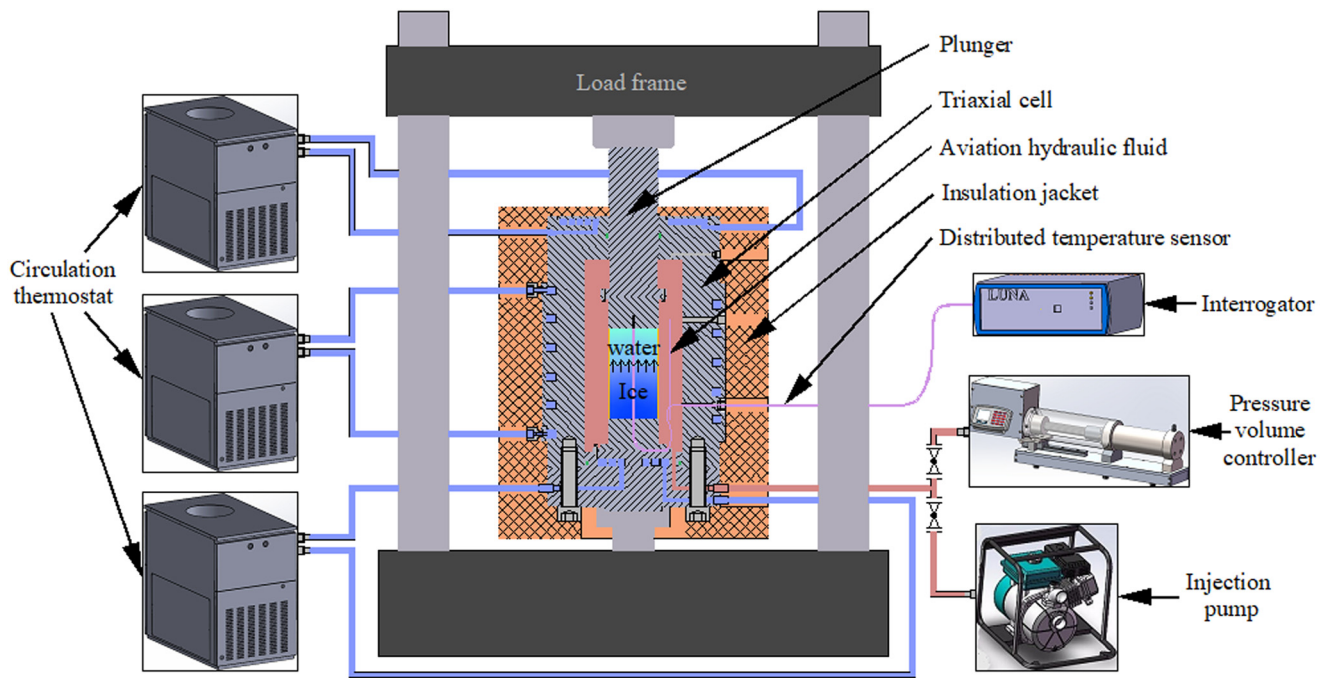 Plunger
Load frame
Triaxial cell
Aviation hydraulic fluid
Insulation jacket
Distributed temperature sensor
Circulation
thermostat
LUNA
Interrogator
water
Ice
Pressure
volume
controller
Injection
pump